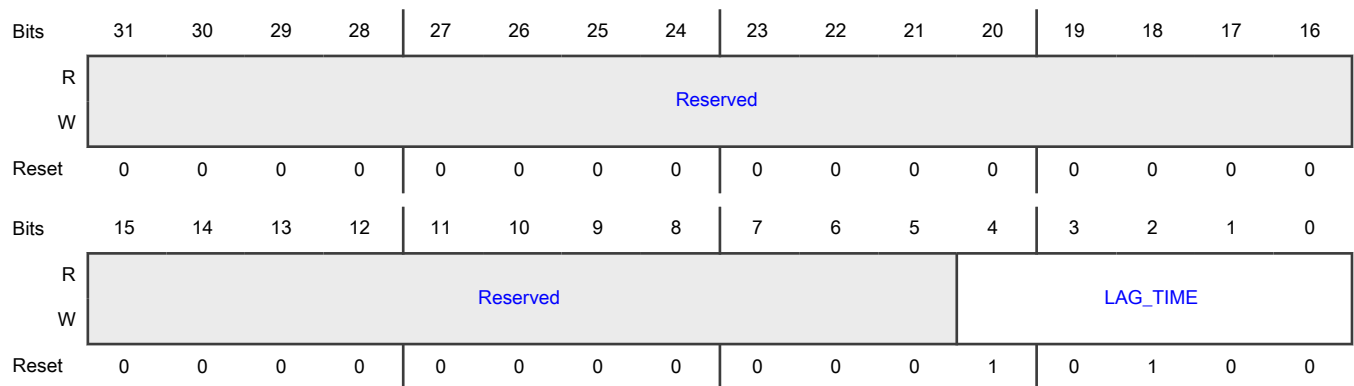 Bits 31 30 29 28 27 26 25 24 23 22 21 20 19 18 17 16
R
Reserved
W
Reset 0 0 0 0 0 0 0 0 0 0 0 0 0 0 0 0
Bits 15 14 13 12 11 10 9 8 7 6 5 4 3 2 1 0
R
Reserved LAG_TIME
W
Reset 0 0 0 0 0 0 0 0 0 0 0 1 0 1 0 0